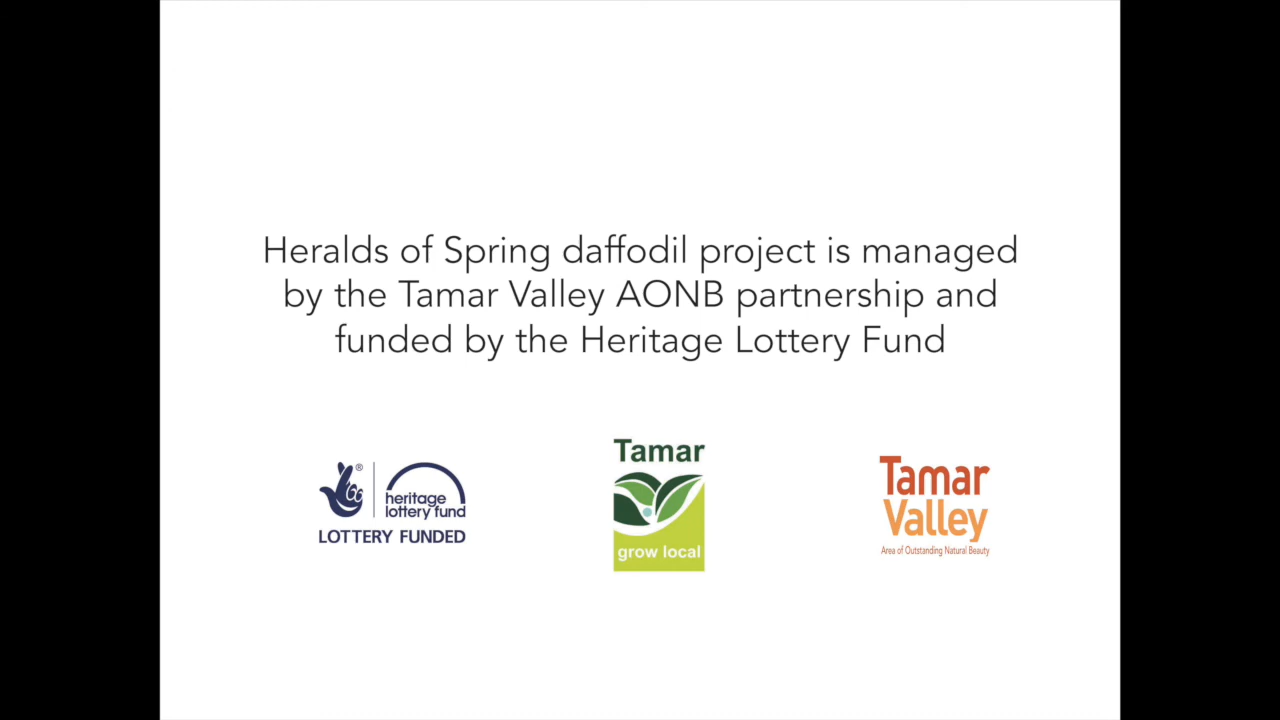 Heralds of Spring daffodil project is managed
by the Tamar Valley AONB partnership and
funded by the Heritage Lottery Fund
®
heritage
lottery fund
LOTTERY FUNDED
Tamar
grow local
Tamar
Valley
Area of Outstanding Natural Beauty